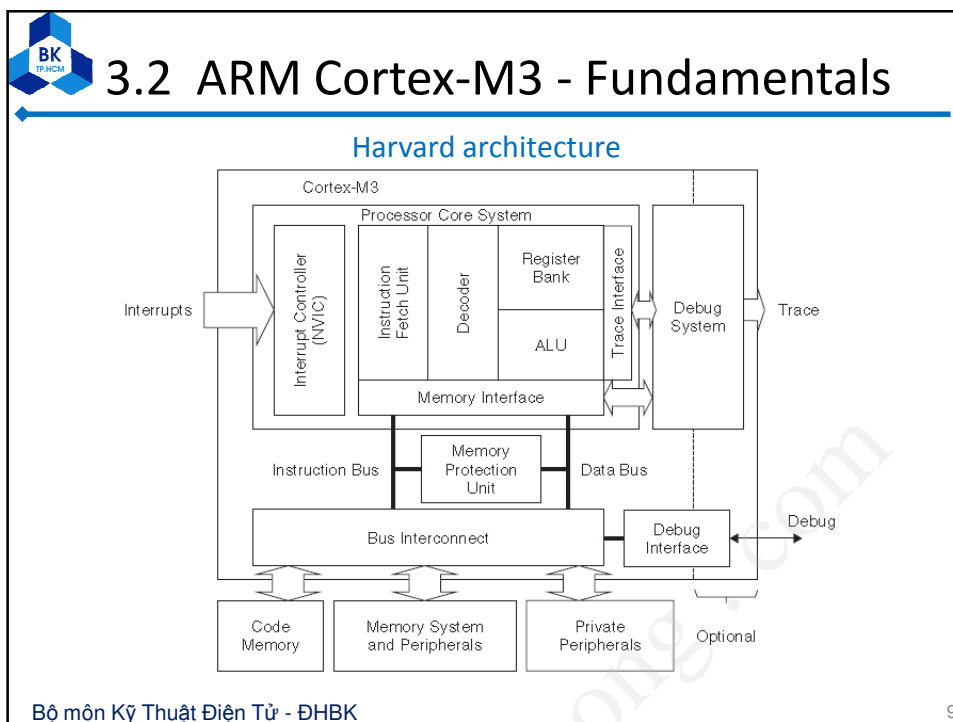 BK
TP.HCM
3.2 ARM Cortex-M3 - Fundamentals
Harvard architecture
Cortex-M3
Processor Core System
Interrupts
Interrupt Controller
(NVIC)
Instruction
Fetch Unit
Decoder
Register
Bank
ALU
Trace Interface
Debug
System
Trace
Memory Interface
Instruction Bus
Memory
Protection
Unit
Data Bus
Bus Interconnect
Debug
Interface
Debug
Code
Memory
Memory System
and Peripherals
Private
Peripherals
Optional
ong . com
Bộ môn Kỹ Thuật Điện Tử - ĐHBK
9